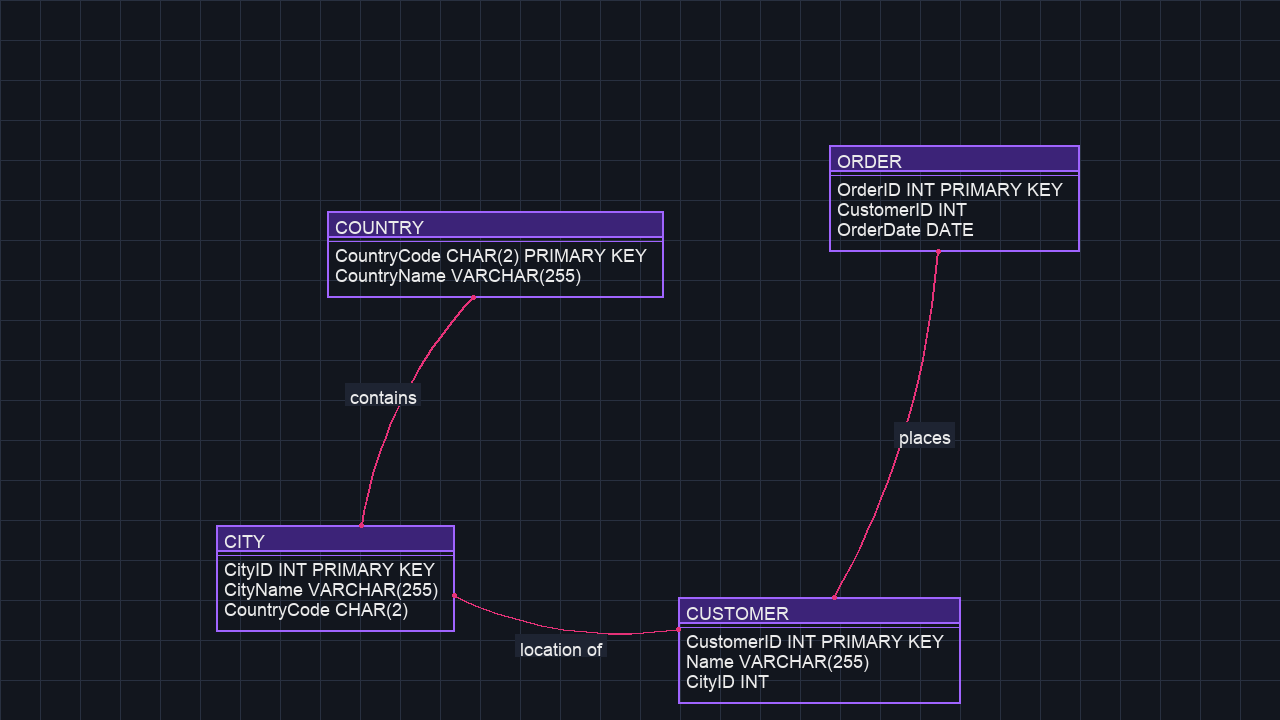 ORDER
OrderID INT PRIMARY KEY
CustomerID INT
OrderDate DATE
COUNTRY
CountryCode CHAR(2) PRIMARY KEY
CountryName VARCHAR(255)
contains
places
CITY
CityID INT PRIMARY KEY
CityName VARCHAR(255)
CountryCode CHAR(2)
location of
CUSTOMER
CustomerID INT PRIMARY KEY
Name VARCHAR(255)
CityID INT